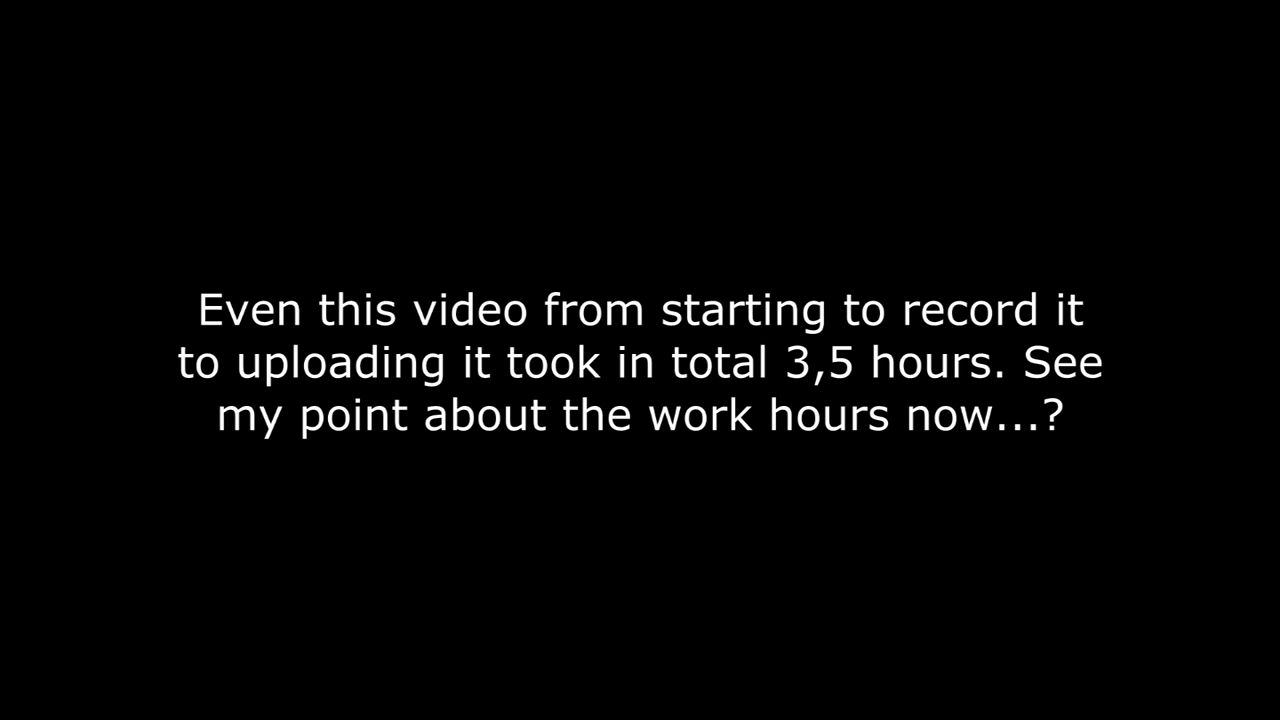 Even this video from starting to record it
to uploading it took in total 3,5 hours. See
my point about the work hours now...?